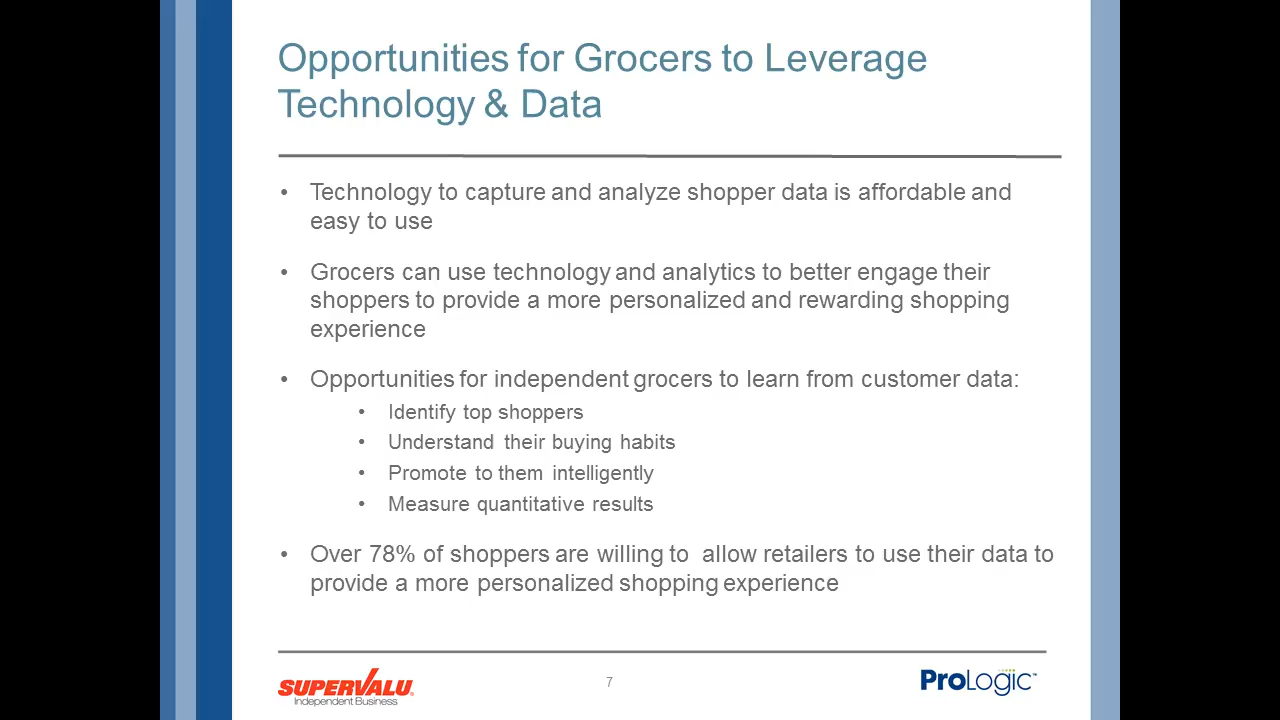 Opportunities for Grocers to Leverage
Technology & Data
• Technology to capture and analyze shopper data is affordable and
easy to use
• Grocers can use technology and analytics to better engage their
shoppers to provide a more personalized and rewarding shopping
experience
• Opportunities for independent grocers to learn from customer data:
• Identify top shoppers
• Understand their buying habits
• Promote to them intelligently
• Measure quantitative results
• Over 78% of shoppers are willing to allow retailers to use their data to
provide a more personalized shopping experience
SUPERVALU®
Independent Business
7
ProLogic™